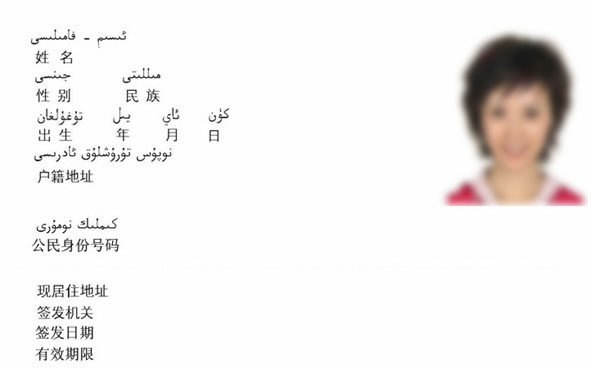 ئىسىم - فامىلىسى
姓 名
جىنسى مىللىتى
性 别 民 族
تۇغۇلغان يىل ئاي كۈن
出 生 年 月 日
نوپۇس تۇرۇشلۇق ئادرىسى
户籍地址
كىملىك نومۇرى
公民身份号码
现居住地址
签发机关
签发日期
有效期限